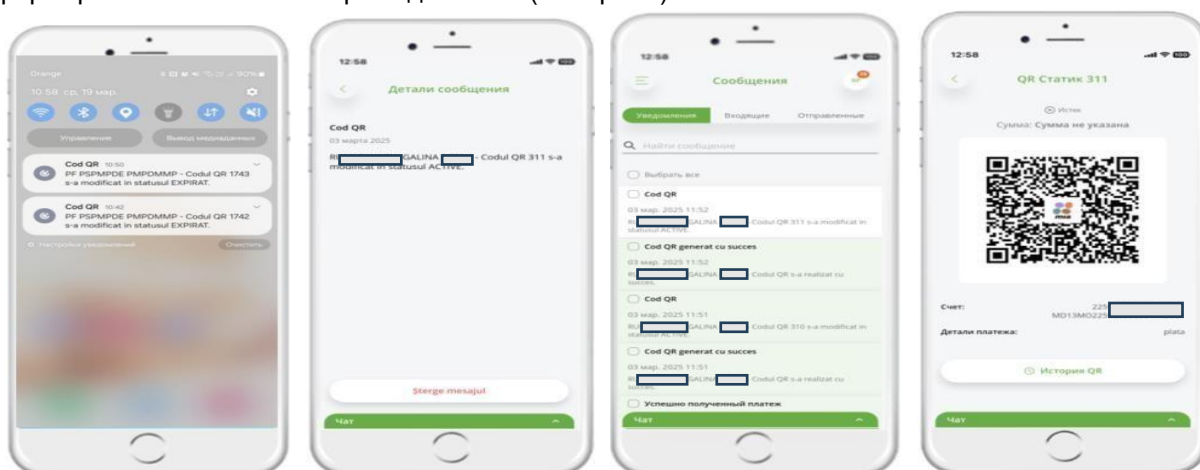 Orange
90%
10:58 ср, 19 мар.
Управление
Вывод медиаданных
Cod QR 10:50
PF PSPMPDE PMPDMMP - Codul QR 1743
s-a modificat in statusul EXPIRAT.
Cod QR 10:42
PF PSPMPDE PMPDMMP - Codul QR 1742
s-a modificat in statusul EXPIRAT.
Настройка уведомлений
Очистить
12:58
Детали сообщения
Cod QR
03 марта 2025
GALINA - Codul QR 311 s-a
modificat in statusul ACTIVE.
Șterge mesajul
Чат
12:58
Сообщения
Уведомления
Входящие
Отправленные
Найти сообщение
Выбрать все
Cod QR
03 мар. 2025 11:52
GALINA - Codul QR 311 s-a modificat in
statusul ACTIVE.
Cod QR generat cu succes
03 мар. 2025 11:52
GALINA - Codul QR s-a realizat cu
succes.
Cod QR
03 мар. 2025 11:51
GALINA - Codul QR 310 s-a modificat in
statusul ACTIVE.
Cod QR generat cu succes
03 мар. 2025 11:51
GALINA - Codul QR s-a realizat cu
succes.
Успешно полученный платеж
Чат
12:58
QR Статик 311
Истек
Сумма: Сумма не указана
mia
Счет:
225
MD13MO225
Детали платежа:
plata
История QR
Чат